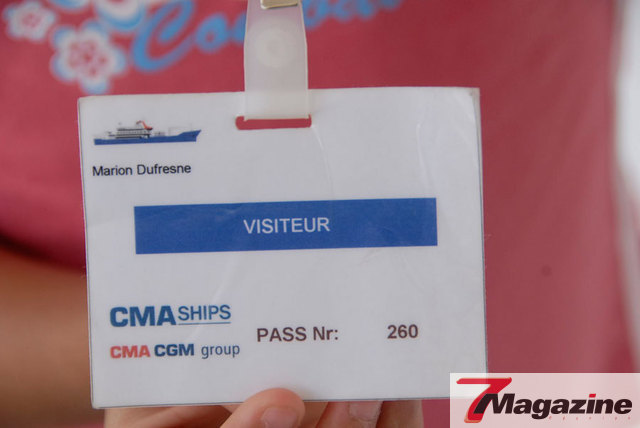 Marion Dufresne
VISITEUR
CMA SHIPS
CMA CGM group
PASS Nr: 260
7Magazine